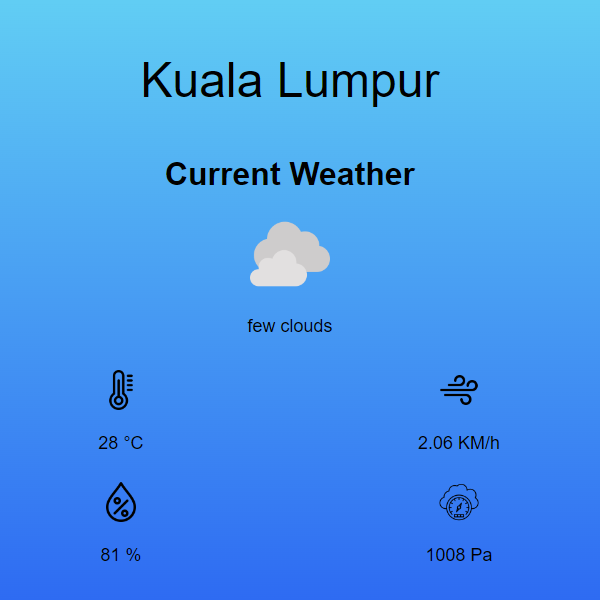 Kuala Lumpur
Current Weather
few clouds
28 °C
2.06 KM/h
81 %
1008 Pa